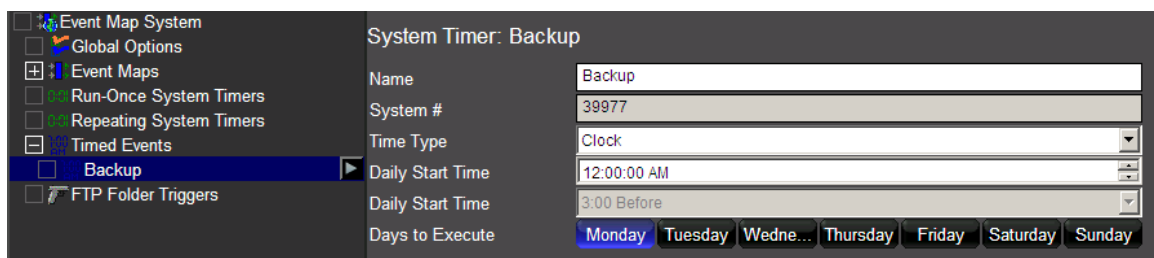 Event Map System
Global Options
Event Maps
Run-Once System Timers
Repeating System Timers
Timed Events
Backup
FTP Folder Triggers
System Timer: Backup
Name Backup
System # 39977
Time Type Clock
Daily Start Time 12:00:00 AM
Daily Start Time 3:00 Before
Days to Execute Monday Tuesday Wedne... Thursday Friday Saturday Sunday